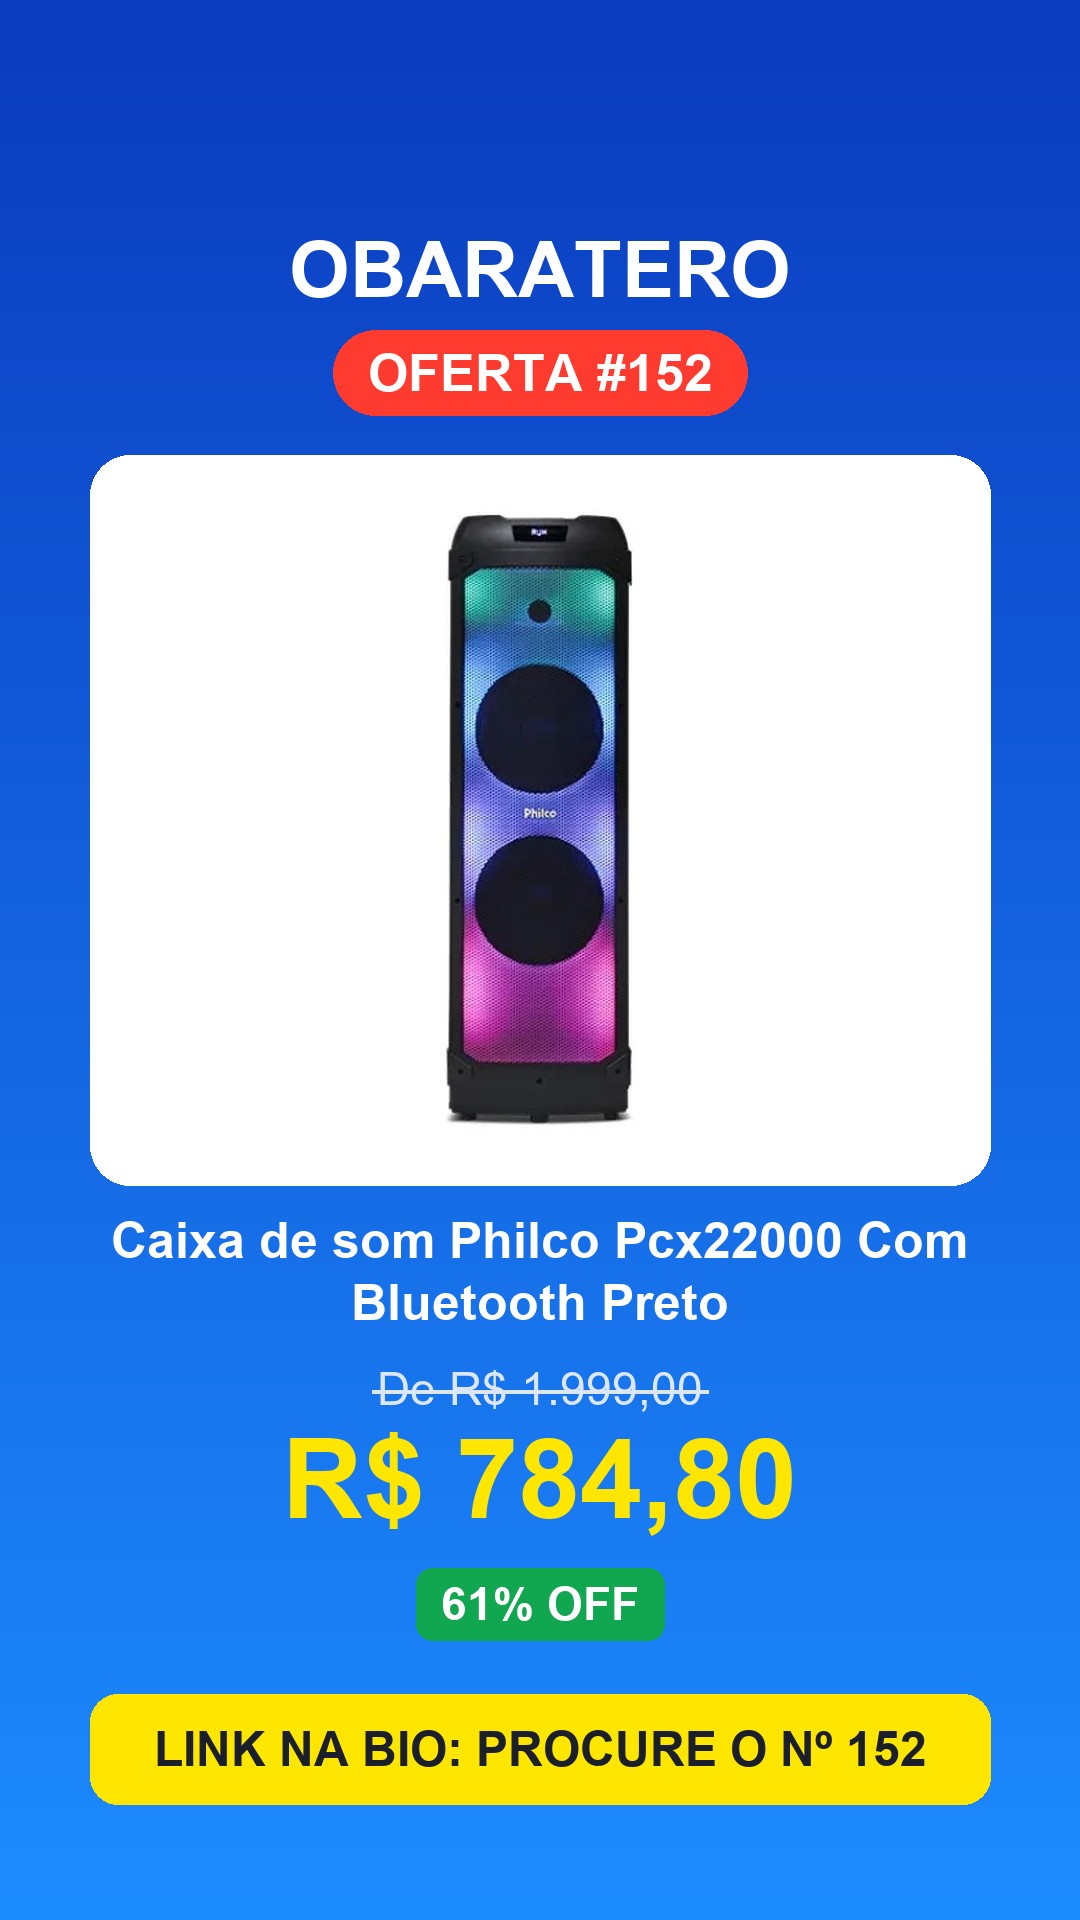 OBARATERO
OFERTA #152
Philco
Caixa de som Philco Pcx22000 Com
Bluetooth Preto
De R$ 1.999,00
R$ 784,80
61% OFF
LINK NA BIO: PROCURE O Nº 152